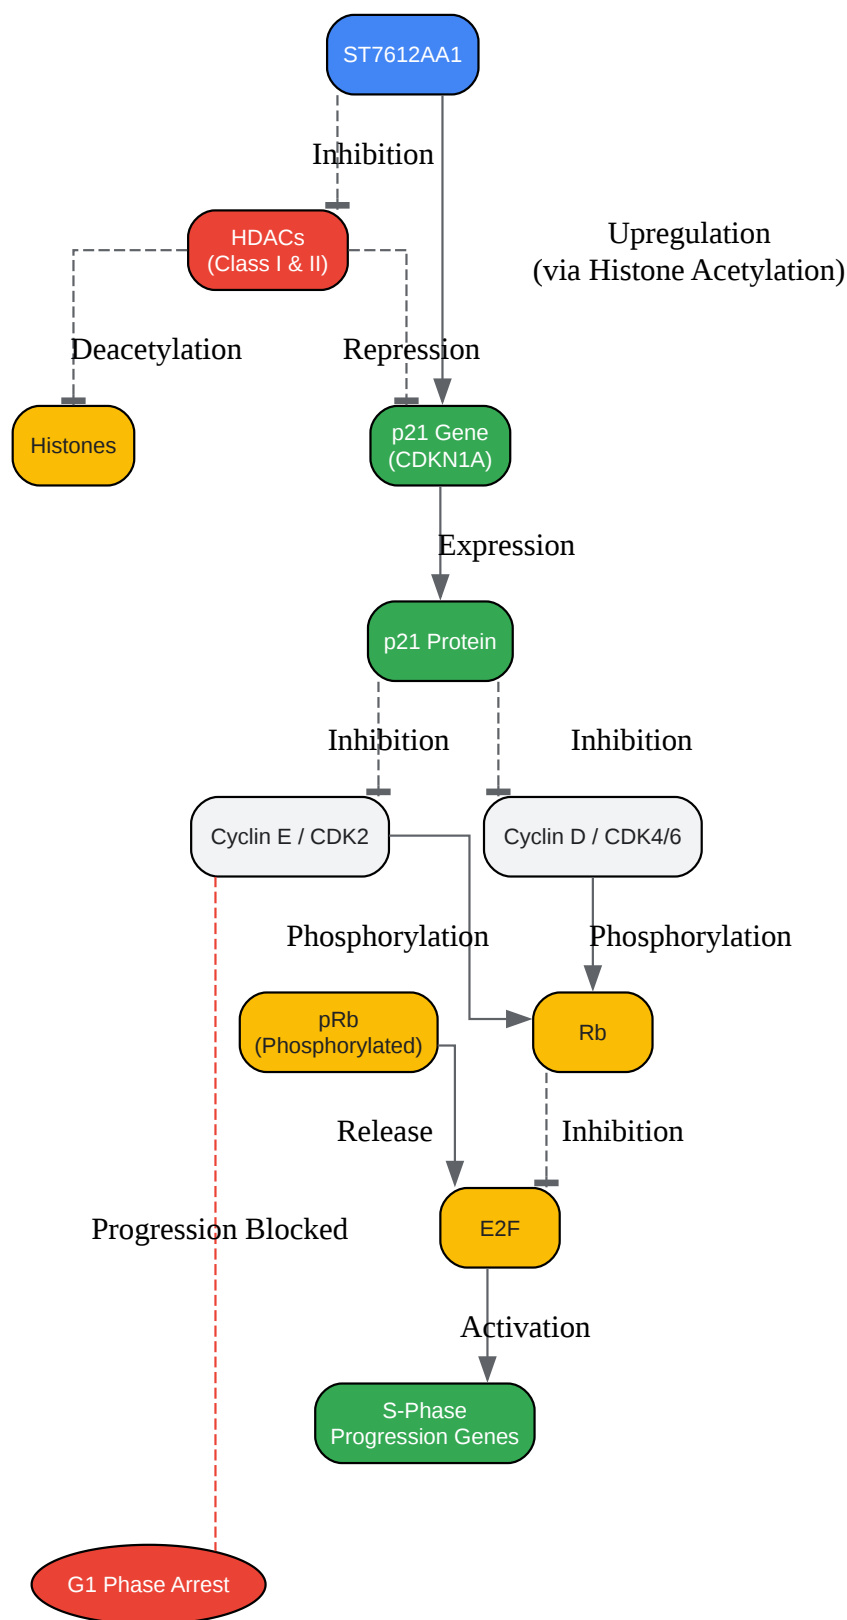 ST7612AA1
Inhibition
Upregulation
(via Histone Acetylation)
HDACs
(Class I & II)
Deacetylation
Repression
Histones
p21 Gene
(CDKN1A)
Expression
p21 Protein
Inhibition
Inhibition
Cyclin E / CDK2
Cyclin D / CDK4/6
Phosphorylation
Phosphorylation
pRb
(Phosphorylated)
Rb
Release
Inhibition
Progression Blocked
E2F
Activation
S-Phase
Progression Genes
G1 Phase Arrest